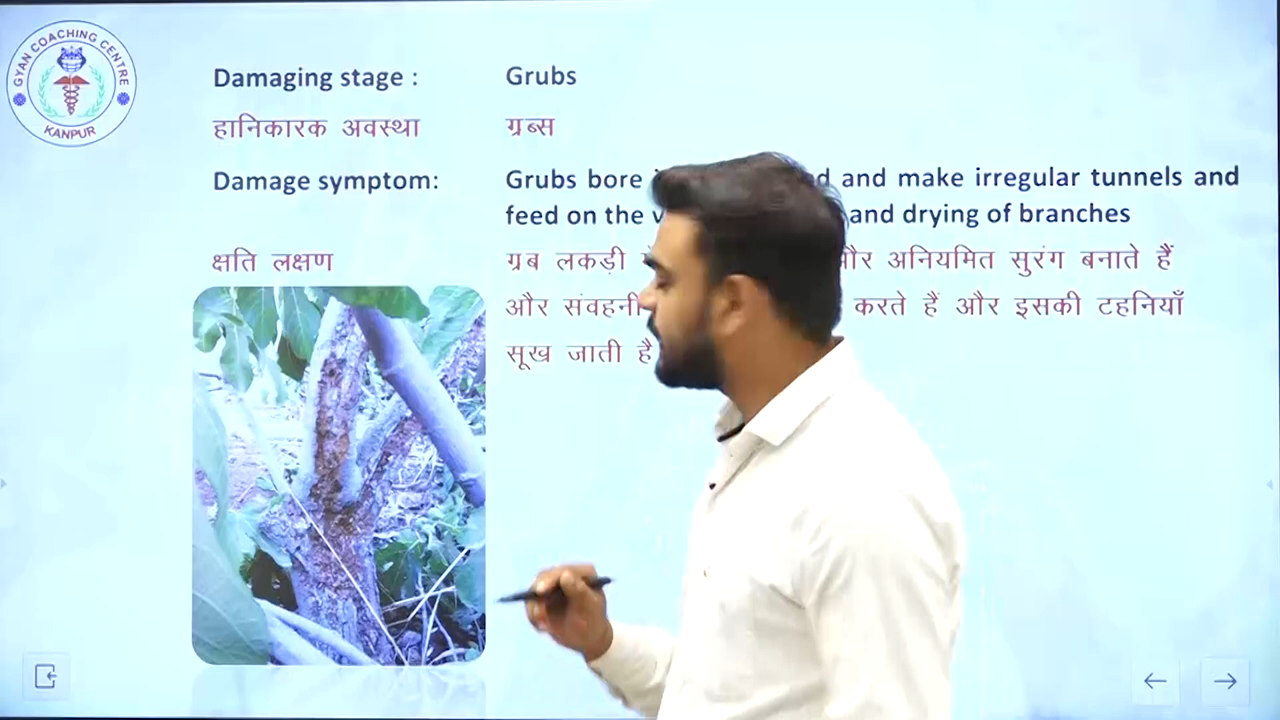 GYAN COACHING CENTRE
KANPUR
Damaging stage : Grubs
हानिकारक अवस्था ग्रब्स
Damage symptom: Grubs bore and make irregular tunnels and
feed on the and drying of branches
क्षति लक्षण ग्रब लकड़ी और अनियमित सुरंग बनाते हैं
और संवहनी करते हैं और इसकी टहनियाँ
सूख जाती है